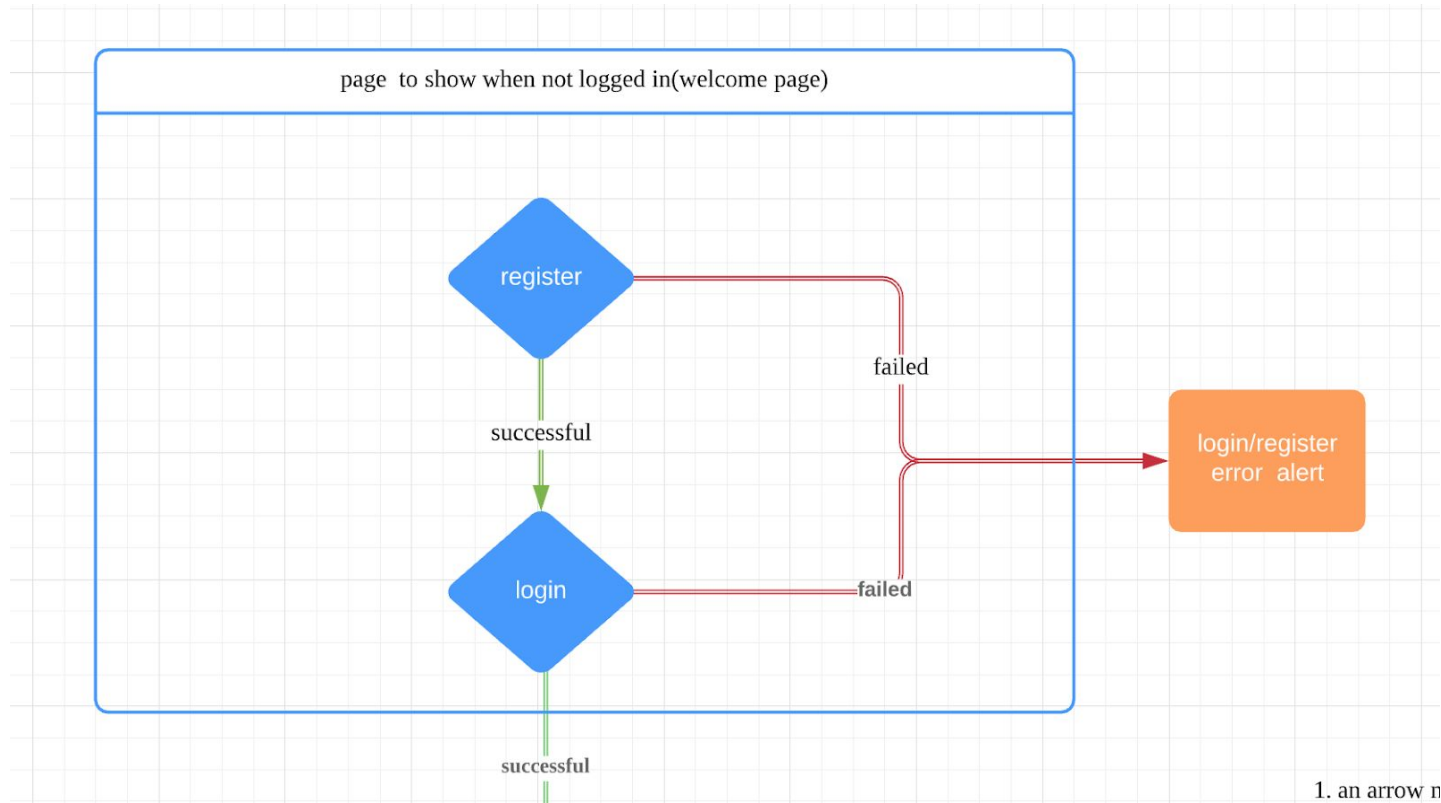 page  to show when not logged in(welcome page)
register
failed
successful
login/register
error  alert
login
failed
successful
1. an arrow